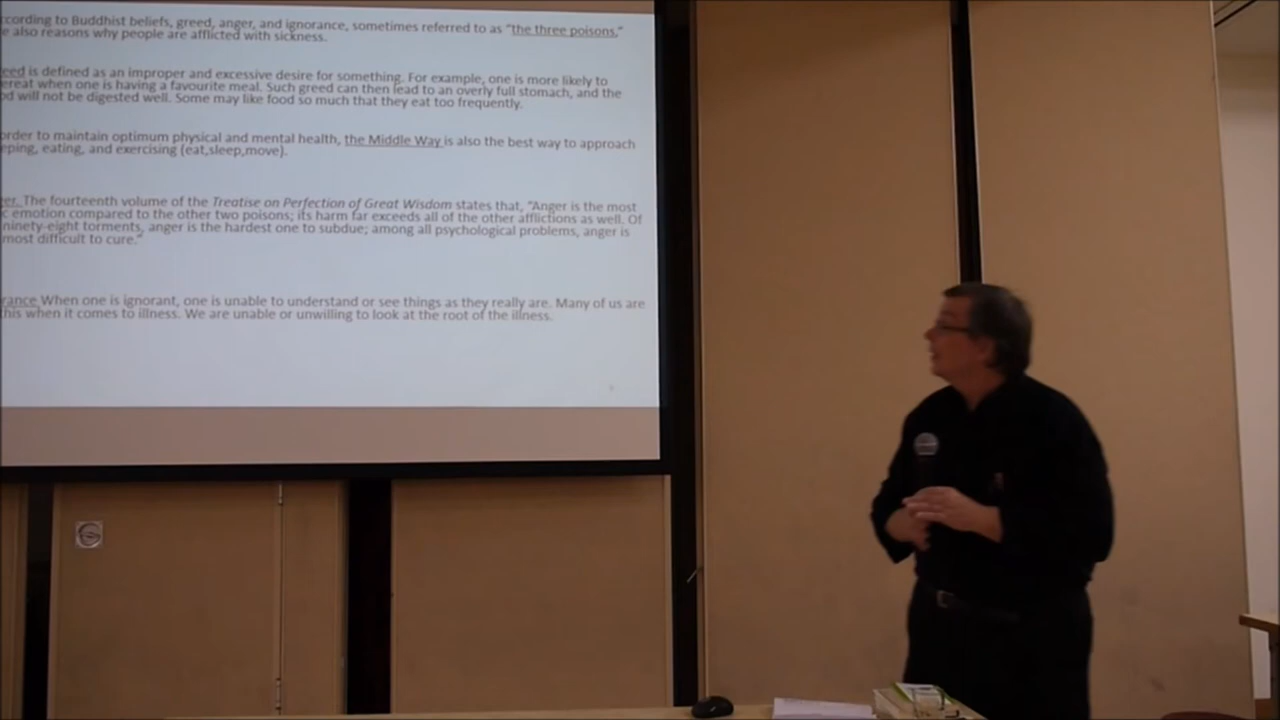 ccording to Buddhist beliefs, greed, anger, and ignorance, sometimes referred to as "the three poisons,"
e also reasons why people are afflicted with sickness.
eed is defined as an improper and excessive desire for something. For example, one is more likely to
ereat when one is having a favourite meal. Such greed can then lead to an overly full stomach, and the
od will not be digested well. Some may like food so much that they eat too frequently.
order to maintain optimum physical and mental health, the Middle Way is also the best way to approach
eping, eating, and exercising (eat,sleep,move).
ger. The fourteenth volume of the Treatise on Perfection of Great Wisdom states that, "Anger is the most
c emotion compared to the other two poisons; its harm far exceeds all of the other afflictions as well. Of
ninety-eight torments, anger is the hardest one to subdue; among all psychological problems, anger is
most difficult to cure."
rance When one is ignorant, one is unable to understand or see things as they really are. Many of us are
this when it comes to illness. We are unable or unwilling to look at the root of the illness.